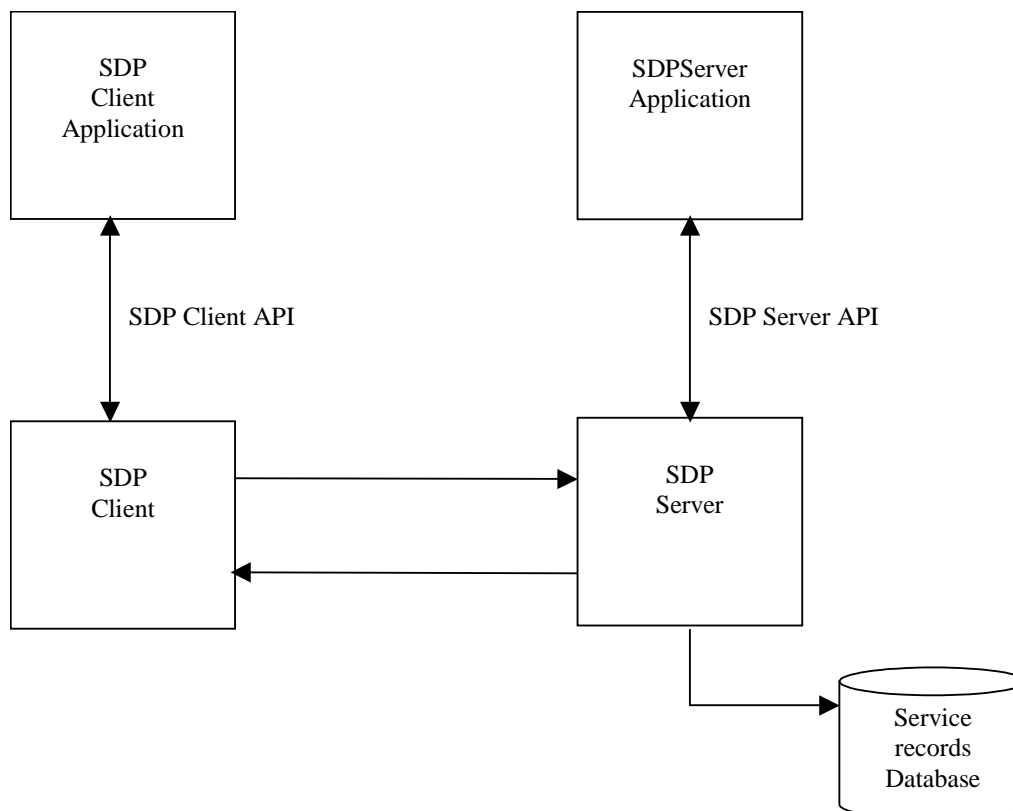 SDP
Client
Application
SDPServer
Application
SDP Client API
SDP Server API
SDP
Client
SDP
Server
Service
records
Database